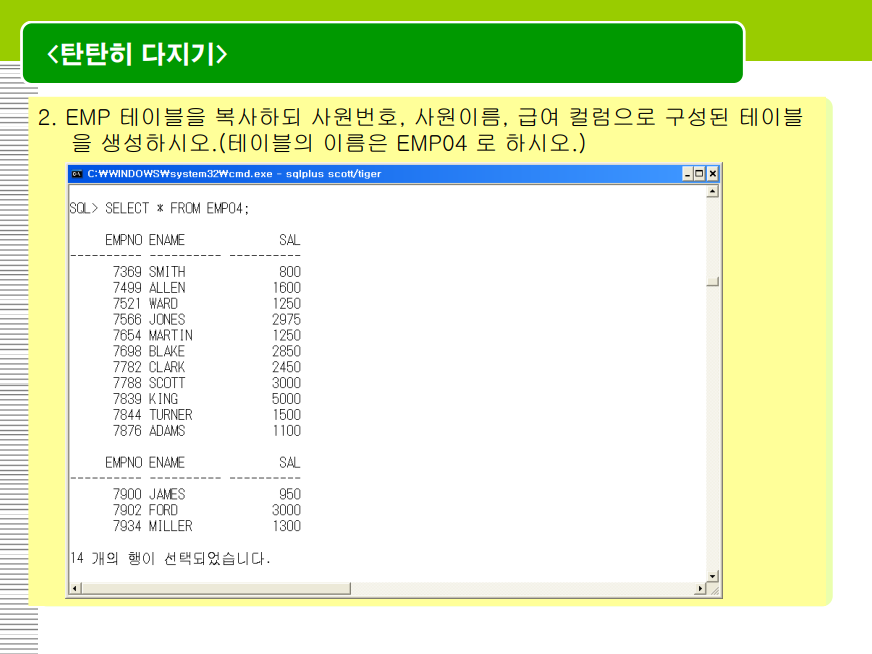 <탄탄히 다지기>
2. EMP 테이블을 복사하되 사원번호, 사원이름, 급여 컬럼으로 구성된 테이블
을 생성하시오.(테이블의 이름은 EMP04 로 하시오.)
C:₩WINDOWS₩system32₩cmd.exe - sqlplus scott/tiger
SQL> SELECT * FROM EMP04;
EMPNO ENAME SAL
---------- ---------- ----------
7369 SMITH 800
7499 ALLEN 1600
7521 WARD 1250
7566 JONES 2975
7654 MARTIN 1250
7698 BLAKE 2850
7782 CLARK 2450
7788 SCOTT 3000
7839 KING 5000
7844 TURNER 1500
7876 ADAMS 1100
EMPNO ENAME SAL
---------- ---------- ----------
7900 JAMES 950
7902 FORD 3000
7934 MILLER 1300
14 개의 행이 선택되었습니다.